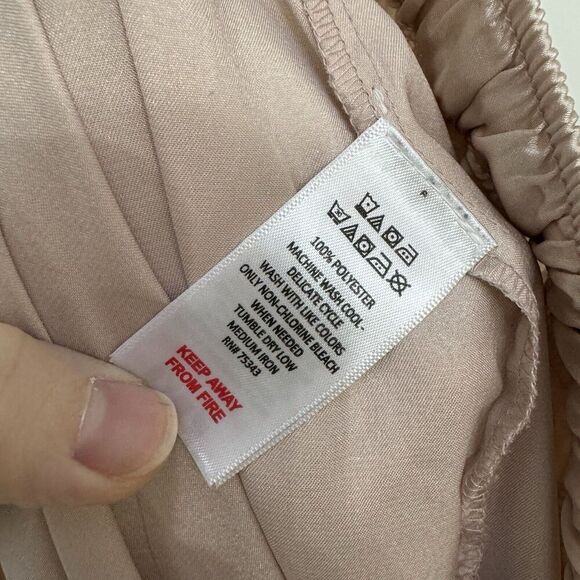 100% POLYESTER
MACHINE WASH COOL-
DELICATE CYCLE
WASH WITH LIKE COLORS
ONLY NON-CHLORINE BLEACH
WHEN NEEDED
TUMBLE DRY LOW
MEDIUM IRON
RN# 75343
KEEP AWAY
FROM FIRE